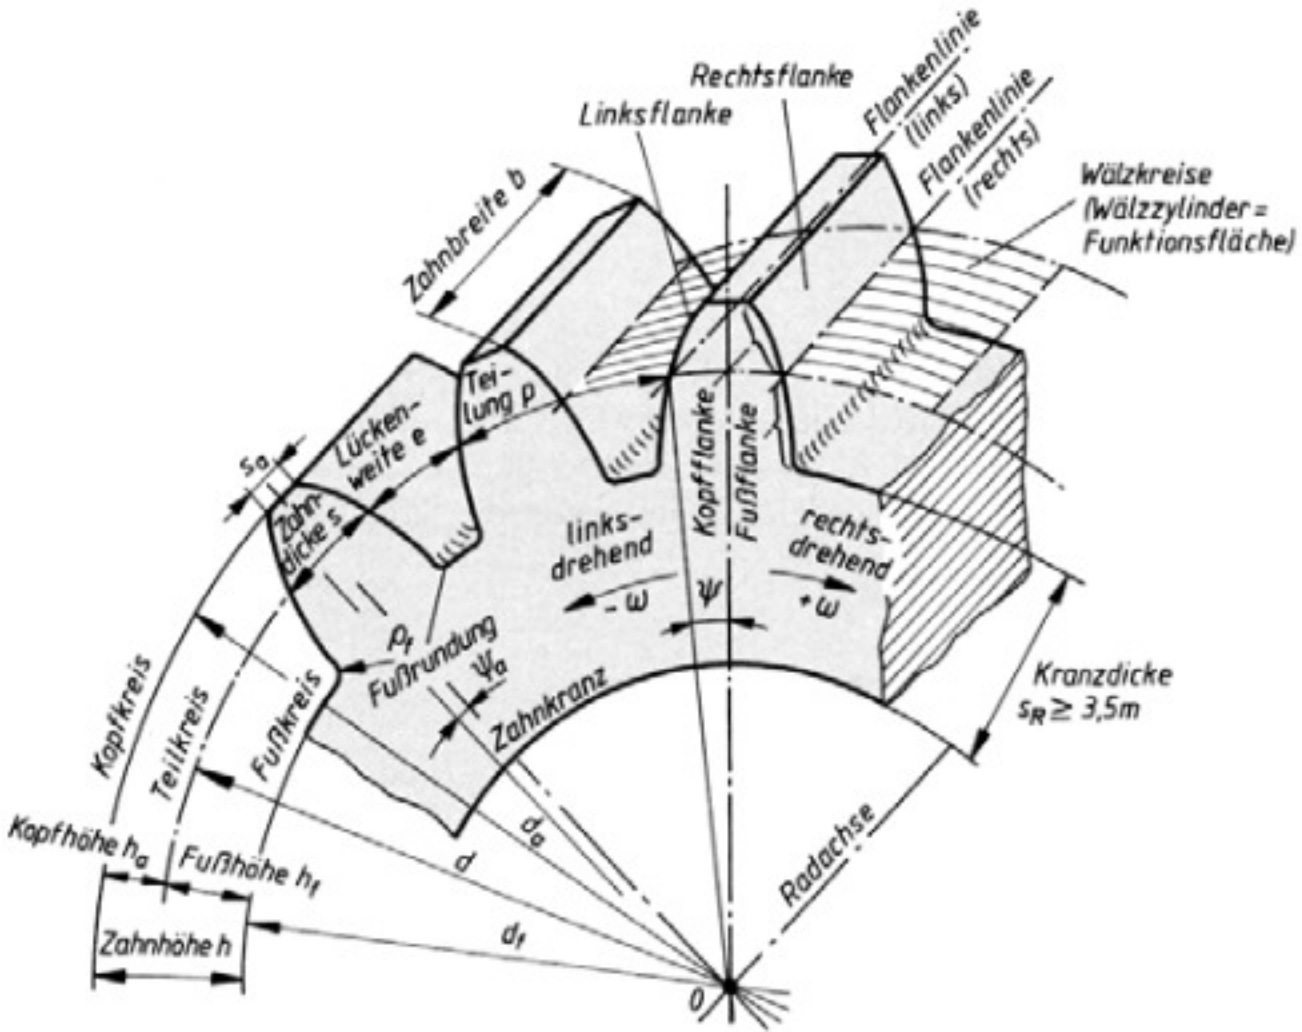 Rechtsflanke
Linksflanke
Flankenlinie
(links)
Flankenlinie
(rechts)
Wälzkreise
(Wälzzylinder =
Funktionsfläche)
Zahnbreite b
Tei-
lung p
Lücken-
weite e
sₐ
Zahn-
dicke s
Kopfflanke
Fußflanke
links-
drehend
- ω
ψ
rechts-
drehend
+ ω
ρf
Fußrundung
ψₐ
Zahnkranz
Kranzdicke
s_R ≥ 3,5m
Kopfkreis
Teilkreis
Fußkreis
Kopfhöhe hₐ
Fußhöhe hf
Zahnhöhe h
dₐ
d
df
Radachse
0